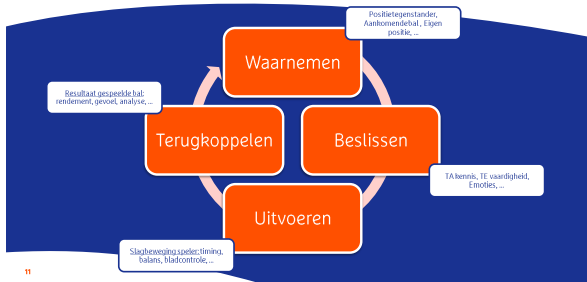 Positietegenstander,
Aankomendebal, Eigen
positie, ...
Waarnemen
Resultaat gespeelde bal:
rendement, gevoel, analyse, ...
Terugkoppelen
Beslissen
TA kennis, TE vaardigheid,
Emoties, ...
Uitvoeren
Slagbeweging speler:timing,
balans, bladcontrole, ...
11